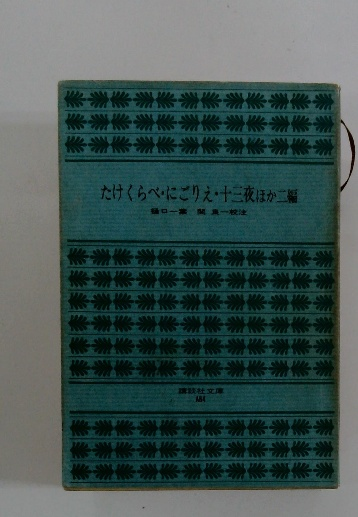 たけくらべ・にごりえ・十三夜ほか二編
樋口一葉 関 良一校注
講談社文庫